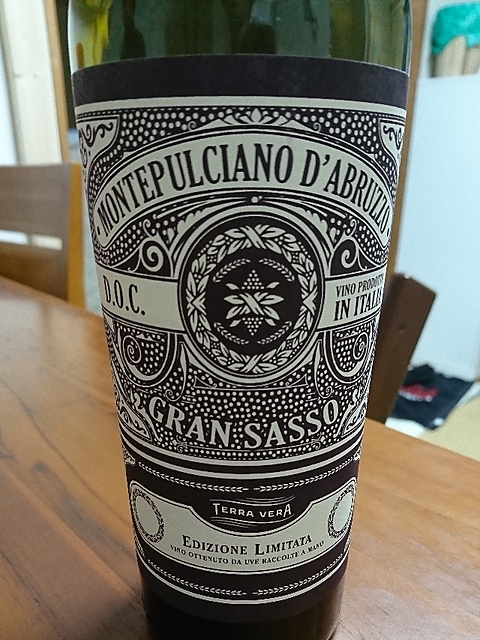 MONTEPULCIANO D'ABRUZZO
D.O.C.
VINO PRODOTTO
IN ITALIA
GRAN SASSO
TERRA VERA
EDIZIONE LIMITATA
VINO OTTENUTO DA UVE RACCOLTE A MANO